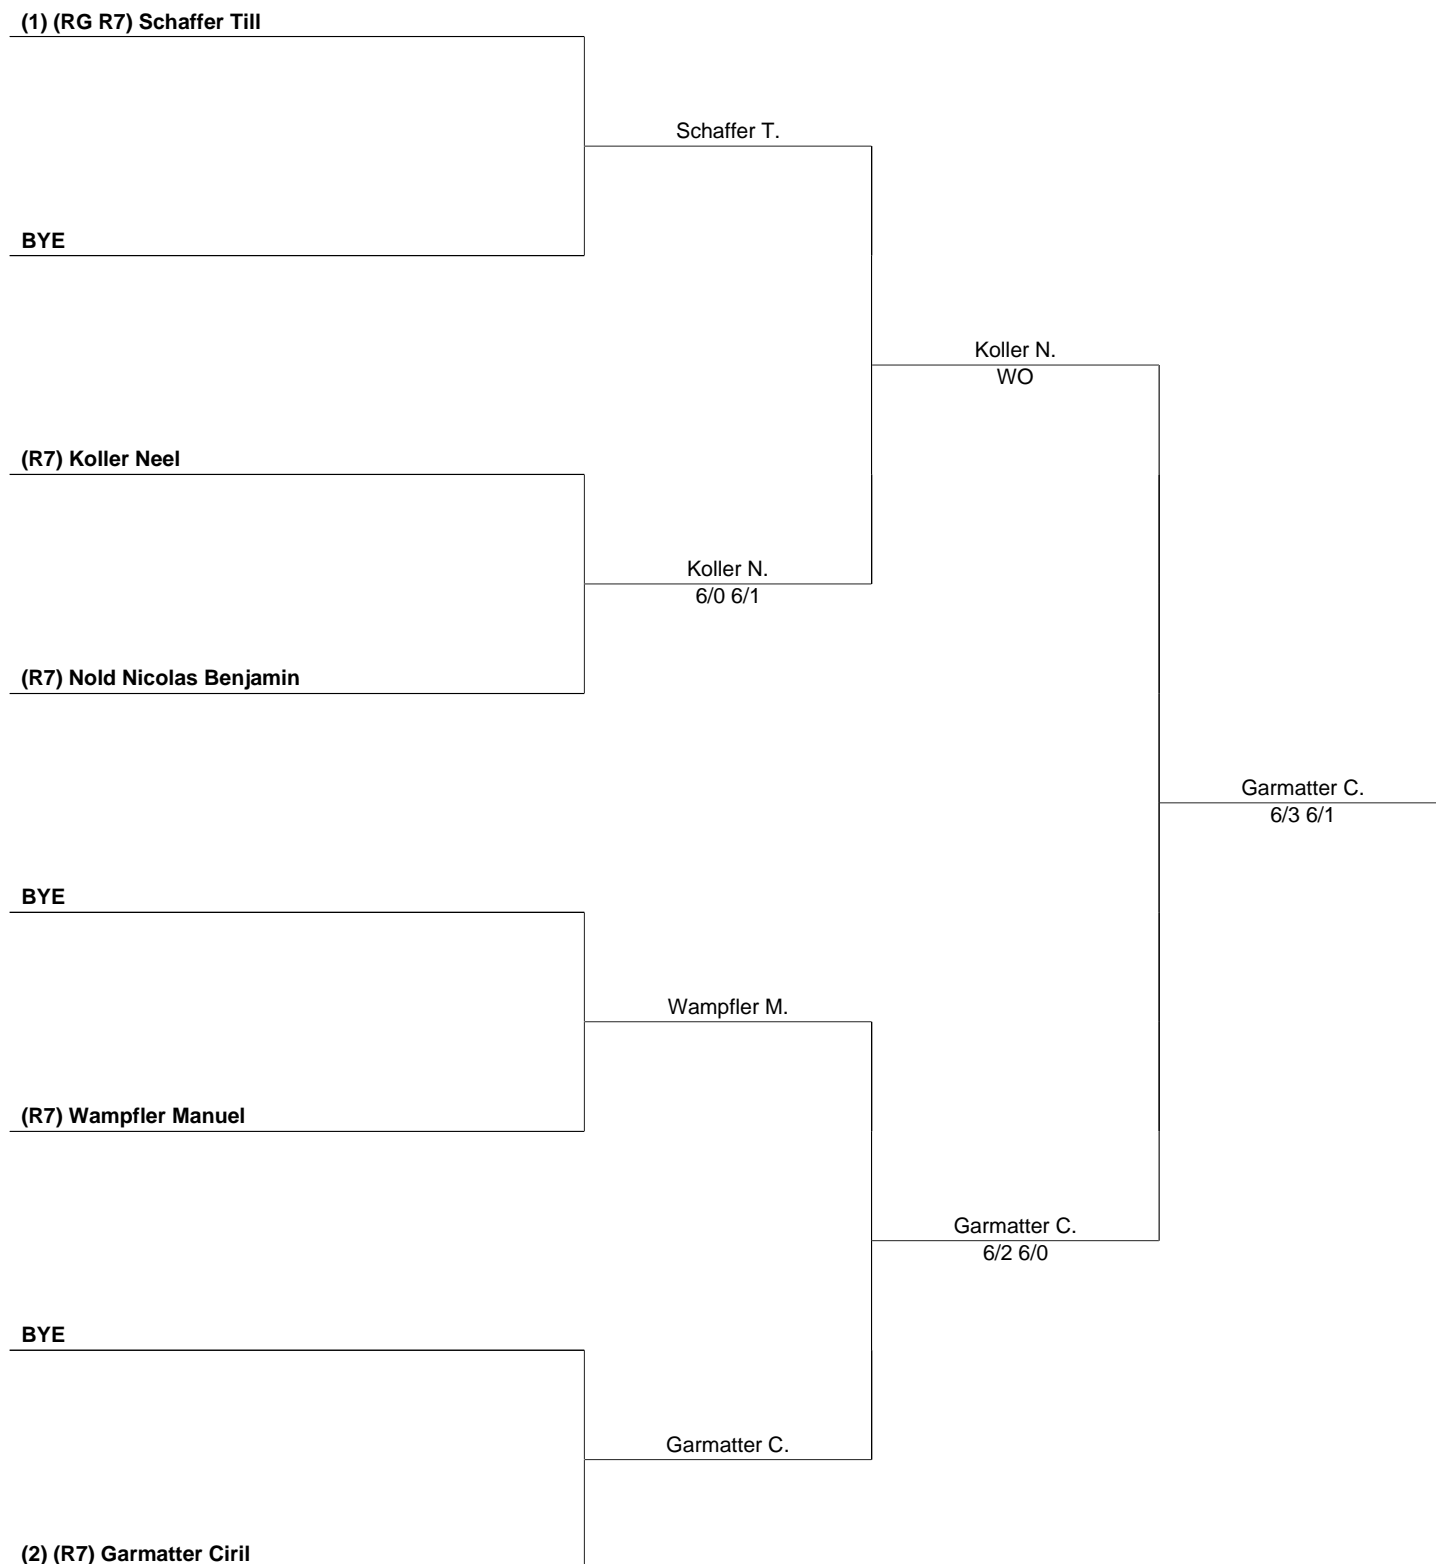 (1) (RG R7) Schaffer Till
Schaffer T.
BYE
Koller N.
WO
(R7) Koller Neel
Koller N.
6/0 6/1
(R7) Nold Nicolas Benjamin
Garmatter C.
6/3 6/1
BYE
Wampfler M.
(R7) Wampfler Manuel
Garmatter C.
6/2 6/0
BYE
Garmatter C.
(2) (R7) Garmatter Ciril